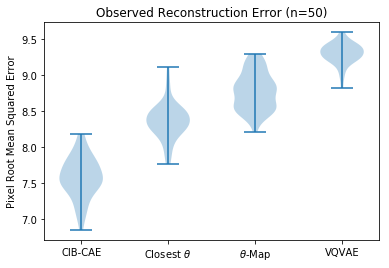 Observed Reconstruction Error (n=50)
Pixel Root Mean Squared Error
9.5
9.0
8.5
8.0
7.5
7.0
CIB-CAE Closest θ θ-Map VQVAE